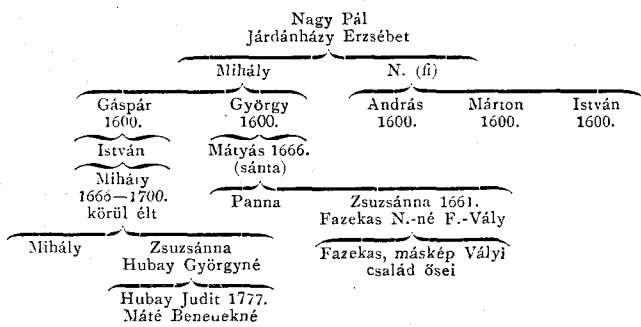 Nagy Pál
Járdánházy Erzsébet
Mihály N. (fi)
Gáspár György András Márton István
1600. 1600. 1600. 1600. 1600.
István Mátyás 1666.
(sánta)
Mihály
1666—1700. Panna Zsuzsánna 1661.
körül élt Fazekas N.-né F.-Vály
Mihály Zsuzsánna Fazekas, máskép Vályi
Hubay Györgyné család ősei
Hubay Judit 1777.
Máté Benedekné